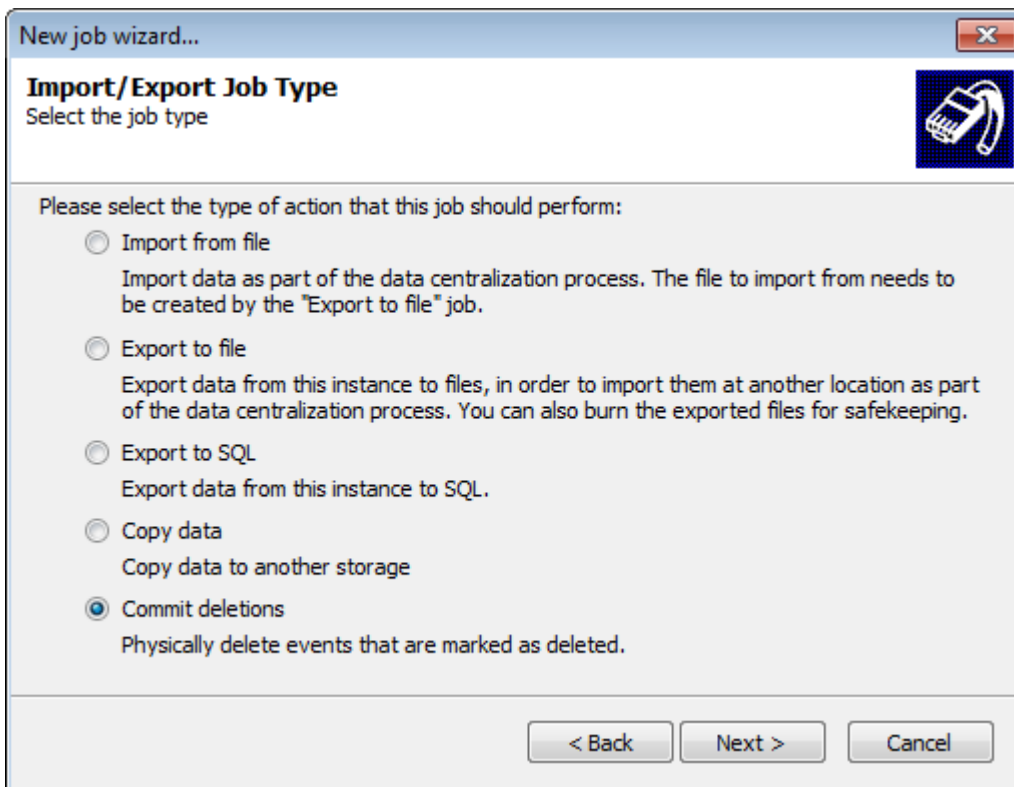 New job wizard...
Import/Export Job Type
Select the job type
Please select the type of action that this job should perform:
Import from file
Import data as part of the data centralization process. The file to import from needs to
be created by the "Export to file" job.
Export to file
Export data from this instance to files, in order to import them at another location as part
of the data centralization process. You can also burn the exported files for safekeeping.
Export to SQL
Export data from this instance to SQL.
Copy data
Copy data to another storage
Commit deletions
Physically delete events that are marked as deleted.
< Back Next > Cancel